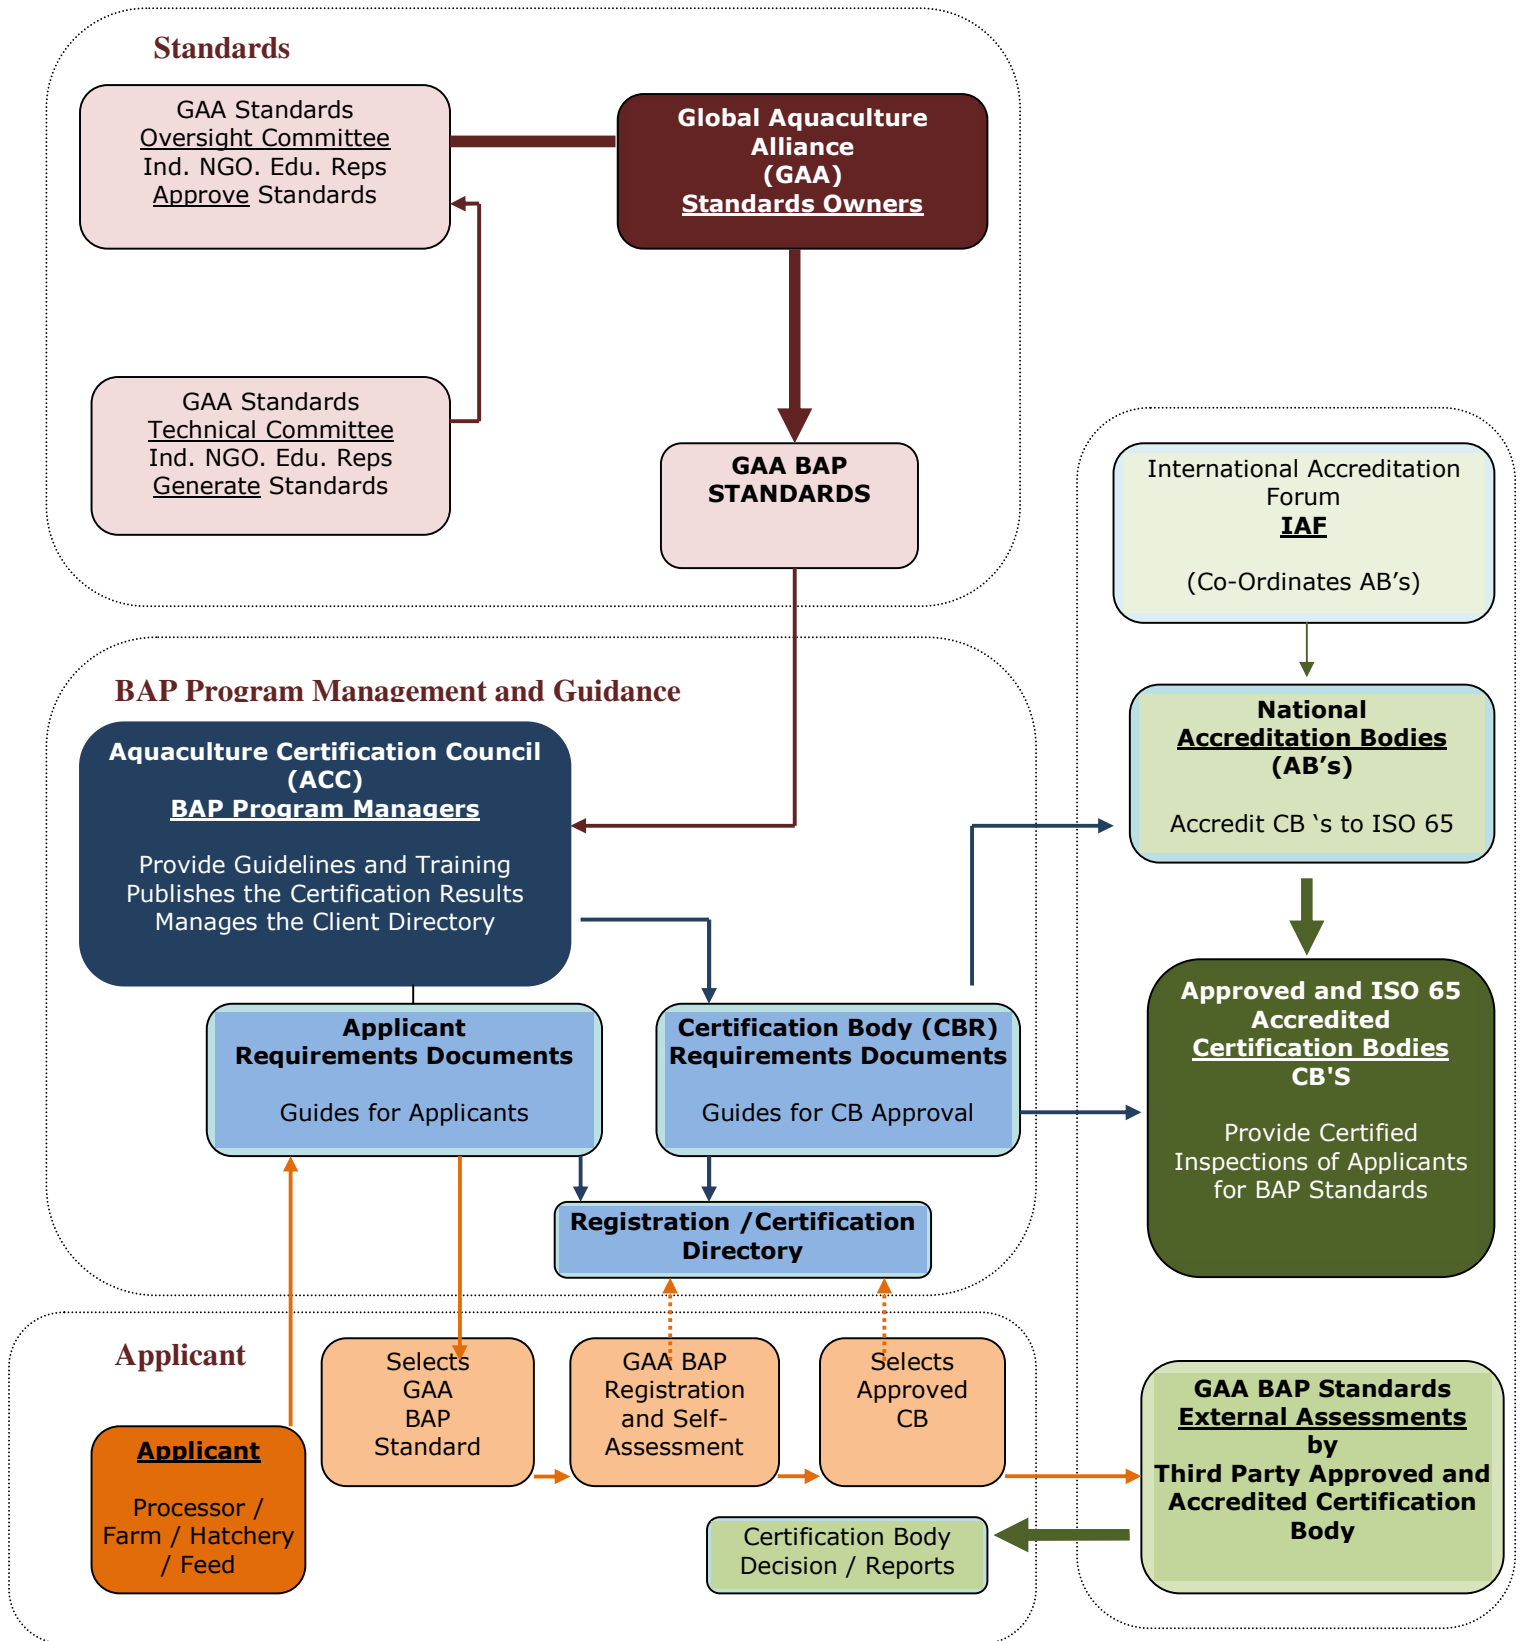 Standards
GAA Standards
Oversight Committee
Ind. NGO. Edu. Reps
Approve Standards
Global Aquaculture
Alliance
(GAA)
Standards Owners
GAA Standards
Technical Committee
Ind. NGO. Edu. Reps
Generate Standards
GAA BAP
STANDARDS
International Accreditation
Forum
IAF
(Co-Ordinates AB’s)
National
Accreditation Bodies
(AB’s)
Accredit CB ‘s to ISO 65
BAP Program Management and Guidance
Aquaculture Certification Council
(ACC)
BAP Program Managers
Provide Guidelines and Training
Publishes the Certification Results
Manages the Client Directory
Applicant
Requirements Documents
Guides for Applicants
Certification Body (CBR)
Requirements Documents
Guides for CB Approval
Approved and ISO 65
Accredited
Certification Bodies
CB'S
Provide Certified
Inspections of Applicants
for BAP Standards
Registration /Certification
Directory
Applicant
Applicant
Processor /
Farm / Hatchery
/ Feed
Selects
GAA
BAP
Standard
GAA BAP
Registration
and Self-
Assessment
Selects
Approved
CB
GAA BAP Standards
External Assessments
by
Third Party Approved and
Accredited Certification
Body
Certification Body
Decision / Reports